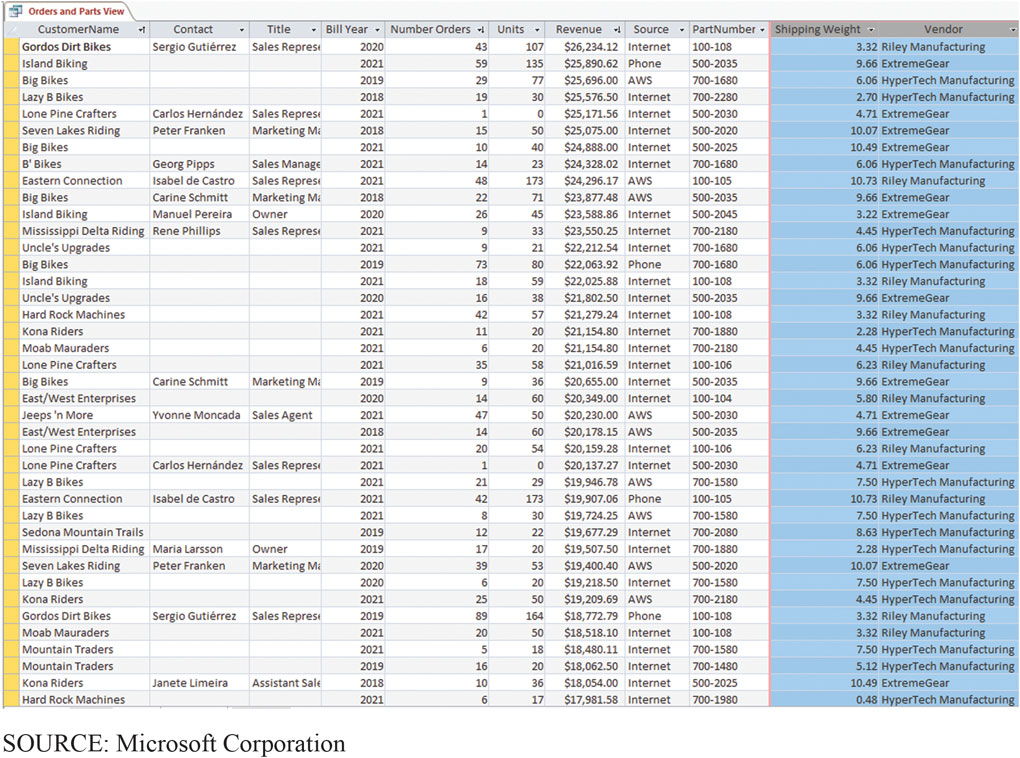 Orders and Parts View
CustomerName Contact Title Bill Year Number Orders Units Revenue Source PartNumber Shipping Weight Vendor
Gordos Dirt Bikes Sergio Gutiérrez Sales Represe 2020 43 107 $26,234.12 Internet 100-108 3.32 Riley Manufacturing
Island Biking 2021 59 135 $25,890.62 Phone 500-2035 9.66 ExtremeGear
Big Bikes 2021 29 77 $25,696.00 AWS 700-1680 6.06 HyperTech Manufacturing
Lazy B Bikes 2018 19 30 $25,576.50 Internet 700-2280 2.70 HyperTech Manufacturing
Lone Pine Crafters Carlos Hernández Sales Represe 2021 1 0 $25,171.56 Internet 500-2030 4.71 ExtremeGear
Seven Lakes Riding Peter Franken Marketing Ma 2018 15 50 $25,075.00 Internet 500-2020 10.07 ExtremeGear
Big Bikes 2021 10 40 $24,888.00 Internet 500-2025 10.49 ExtremeGear
B' Bikes Georg Pipps Sales Manage 2021 14 23 $24,328.02 Internet 700-1680 6.06 HyperTech Manufacturing
Eastern Connection Isabel de Castro Sales Represe 2021 48 173 $24,296.17 AWS 100-105 10.73 Riley Manufacturing
Big Bikes Carine Schmitt Marketing Ma 2018 22 71 $23,877.48 AWS 500-2035 9.66 ExtremeGear
Island Biking Manuel Pereira Owner 2020 26 45 $23,588.86 Internet 500-2045 3.22 ExtremeGear
Mississippi Delta Riding Rene Phillips Sales Represe 2021 9 33 $23,550.25 Internet 700-2180 4.45 HyperTech Manufacturing
Uncle's Upgrades 2021 9 21 $22,212.54 Internet 700-1680 6.06 HyperTech Manufacturing
Big Bikes 2019 73 80 $22,063.92 Phone 700-1680 6.06 HyperTech Manufacturing
Island Biking 2021 18 59 $22,025.88 Internet 100-108 3.32 Riley Manufacturing
Uncle's Upgrades 2020 16 38 $21,802.50 Internet 500-2035 9.66 ExtremeGear
Hard Rock Machines 2021 42 57 $21,279.24 Internet 100-108 3.32 Riley Manufacturing
Kona Riders 2021 11 20 $21,154.80 Internet 700-1880 2.28 HyperTech Manufacturing
Moab Mauraders 2021 6 20 $21,154.80 Internet 700-2180 4.45 HyperTech Manufacturing
Lone Pine Crafters 2021 35 58 $21,016.59 Internet 100-106 6.23 Riley Manufacturing
Big Bikes Carine Schmitt Marketing Ma 2019 9 36 $20,655.00 Internet 500-2035 9.66 ExtremeGear
East/West Enterprises 2020 14 60 $20,349.00 Internet 100-104 5.80 Riley Manufacturing
Jeeps 'n More Yvonne Moncada Sales Agent 2021 47 50 $20,230.00 AWS 500-2030 4.71 ExtremeGear
East/West Enterprises 2018 14 60 $20,178.15 AWS 500-2035 9.66 ExtremeGear
Lone Pine Crafters 2021 20 54 $20,159.28 Internet 100-106 6.23 Riley Manufacturing
Lone Pine Crafters Carlos Hernández Sales Represe 2021 1 0 $20,137.27 Internet 500-2030 4.71 ExtremeGear
Lazy B Bikes 2021 21 29 $19,946.78 AWS 700-1580 7.50 HyperTech Manufacturing
Eastern Connection Isabel de Castro Sales Represe 2021 42 173 $19,907.06 Phone 100-105 10.73 Riley Manufacturing
Lazy B Bikes 2021 8 30 $19,724.25 AWS 700-1580 7.50 HyperTech Manufacturing
Sedona Mountain Trails 2019 12 22 $19,677.29 Internet 700-2080 8.63 HyperTech Manufacturing
Mississippi Delta Riding Maria Larsson Owner 2019 17 20 $19,507.50 Internet 700-1880 2.28 HyperTech Manufacturing
Seven Lakes Riding Peter Franken Marketing Ma 2020 39 53 $19,400.40 AWS 500-2020 10.07 ExtremeGear
Lazy B Bikes 2020 6 20 $19,218.50 Internet 700-1580 7.50 HyperTech Manufacturing
Kona Riders 2021 25 50 $19,209.69 AWS 700-2180 4.45 HyperTech Manufacturing
Gordos Dirt Bikes Sergio Gutiérrez Sales Represe 2019 89 164 $18,772.79 Phone 100-108 3.32 Riley Manufacturing
Moab Mauraders 2021 20 50 $18,518.10 Internet 100-108 3.32 Riley Manufacturing
Mountain Traders 2021 5 18 $18,480.11 Internet 700-1580 7.50 HyperTech Manufacturing
Mountain Traders 2019 16 20 $18,062.50 Internet 700-1480 5.12 HyperTech Manufacturing
Kona Riders Janete Limeira Assistant Sale 2018 10 36 $18,054.00 Internet 500-2025 10.49 ExtremeGear
Hard Rock Machines 2021 6 17 $17,981.58 Internet 700-1980 0.48 HyperTech Manufacturing
SOURCE: Microsoft Corporation